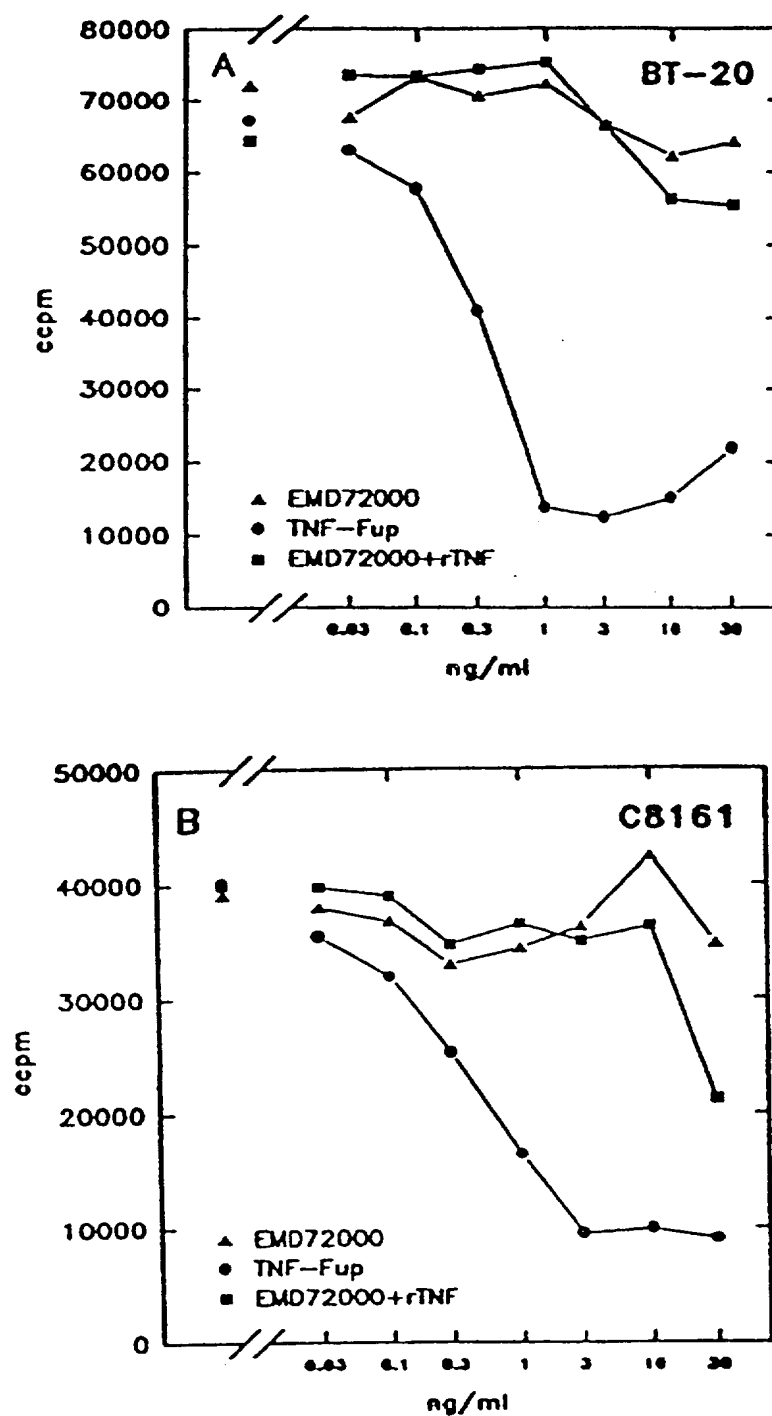 80000
A
BT-20
70000
60000
50000
40000
ccpm
30000
20000
▲ EMD72000
● TNF-Fup
10000
■ EMD72000+rTNF
0
0.03 0.1 0.3 1 3 10 30
ng/ml
50000
B
C8161
40000
30000
ccpm
20000
10000
▲ EMD72000
● TNF-Fup
■ EMD72000+rTNF
0
0.03 0.1 0.3 1 3 10 30
ng/ml